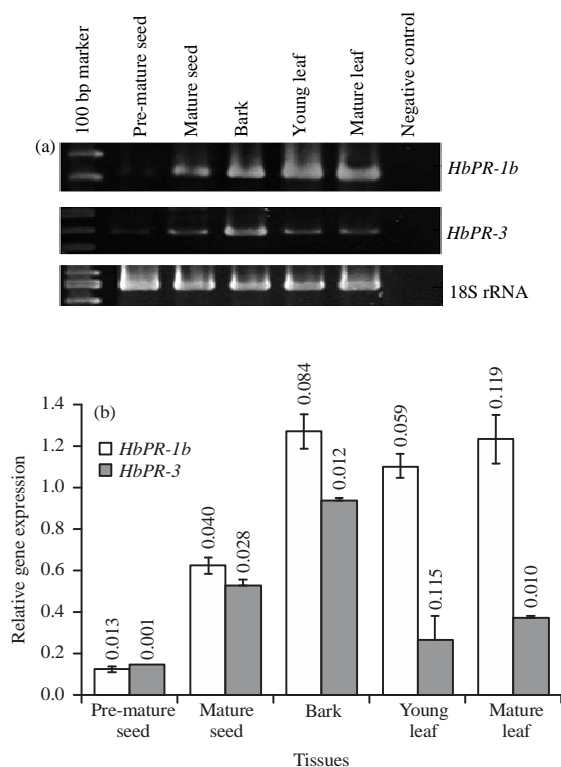 100 bp marker
Pre-mature seed
Mature seed
Bark
Young leaf
Mature leaf
Negative control
(a)
HbPR-1b
HbPR-3
18S rRNA
(b)
HbPR-1b
HbPR-3
Relative gene expression
1.4
1.2
1.0
0.8
0.6
0.4
0.2
0.0
0.013
0.001
0.040
0.028
0.084
0.012
0.059
0.115
0.119
0.010
Pre-mature
seed
Mature
seed
Bark
Young
leaf
Mature
leaf
Tissues